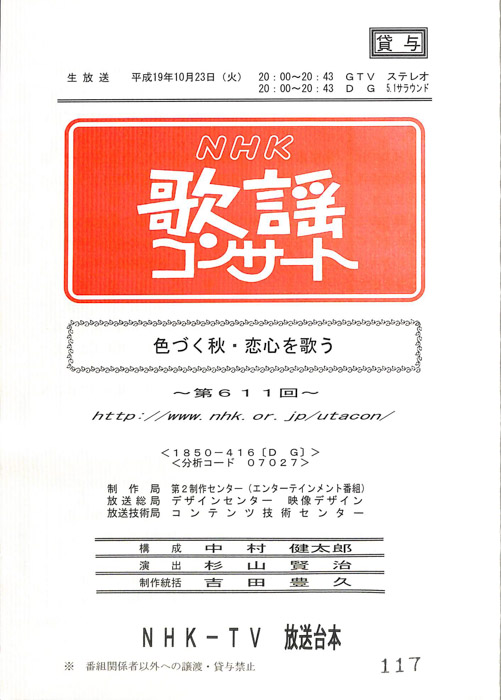 貸与
生放送 平成19年10月23日（火） 20：00〜20：43 GTV ステレオ
20：00〜20：43 D G 5.1サラウンド
NHK
歌謡
コンサート
色づく秋・恋心を歌う
〜第611回〜
http://www.nhk.or.jp/utacon/
＜1850−416〔D G〕＞
＜分析コード 07027＞
制作局 第2制作センター（エンターテインメント番組）
放送総局 デザインセンター 映像デザイン
放送技術局 コンテンツ技術センター
構成 中村 健太郎
演出 杉山 賢治
制作統括 吉田 豊久
NHK−TV 放送台本
※ 番組関係者以外への譲渡・貸与禁止
117